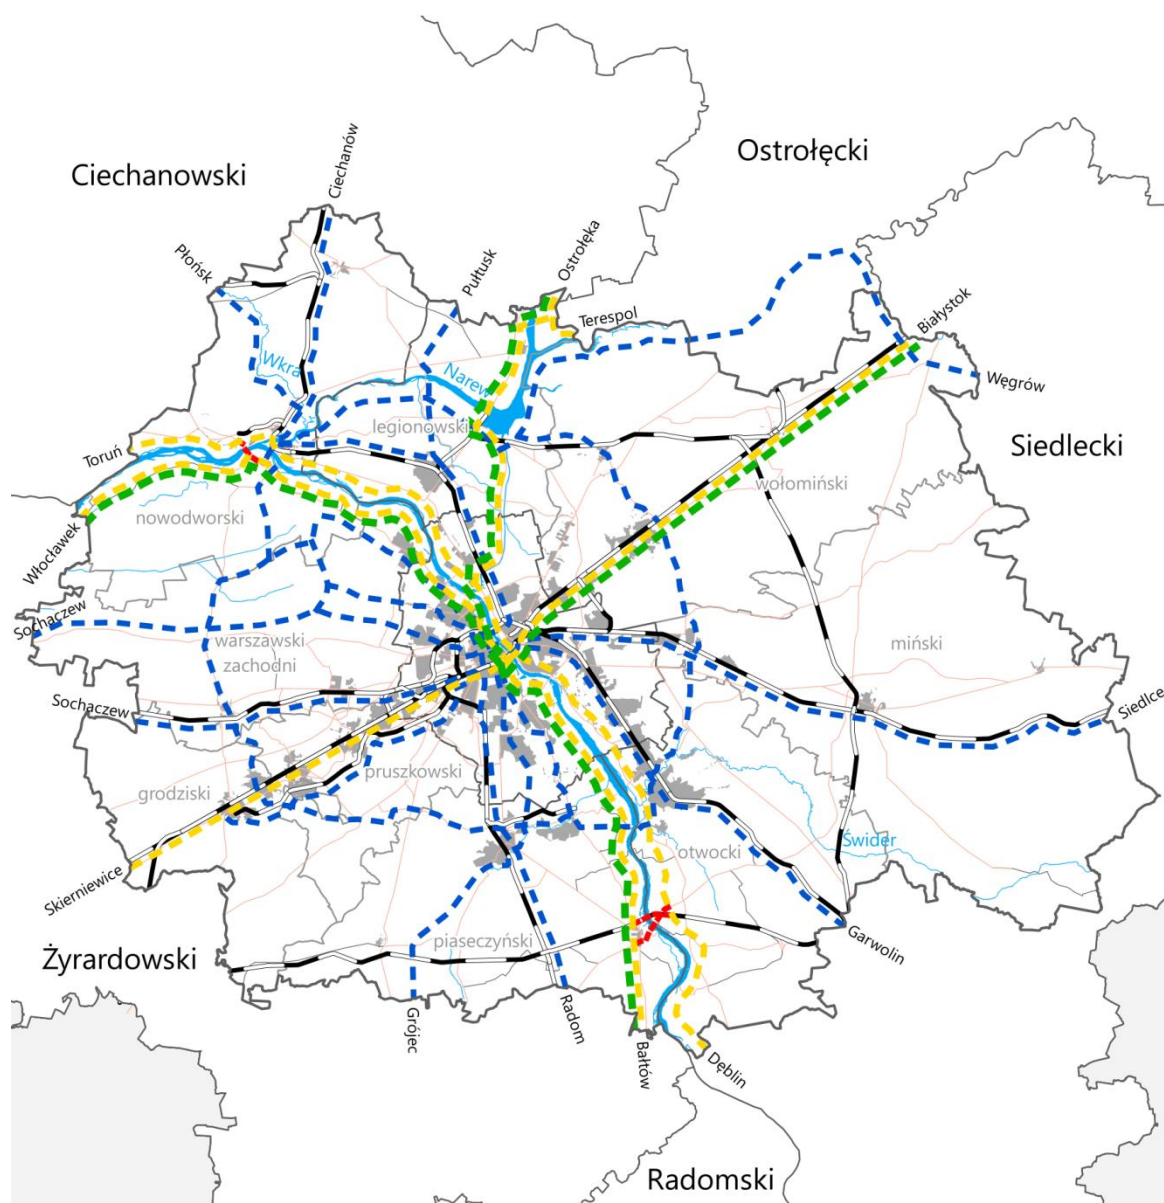 Ostrołęcki
Ciechanowski
Ciechanów
Ostrołęka
Płońsk
Pułtusk
Terespol
Białystok
Wkra
Narew
Węgrów
legionowski
Siedlecki
Toruń
wołomiński
nowodworski
Włocławek
Sochaczew
warszawski
zachodni
miński
Sochaczew
Siedlce
pruszkowski
grodziski
Świder
otwocki
Skierniewice
Garwolin
piaseczyński
Żyrardowski
Grójec
Radom
Bałtów
Dęblin
Radomski